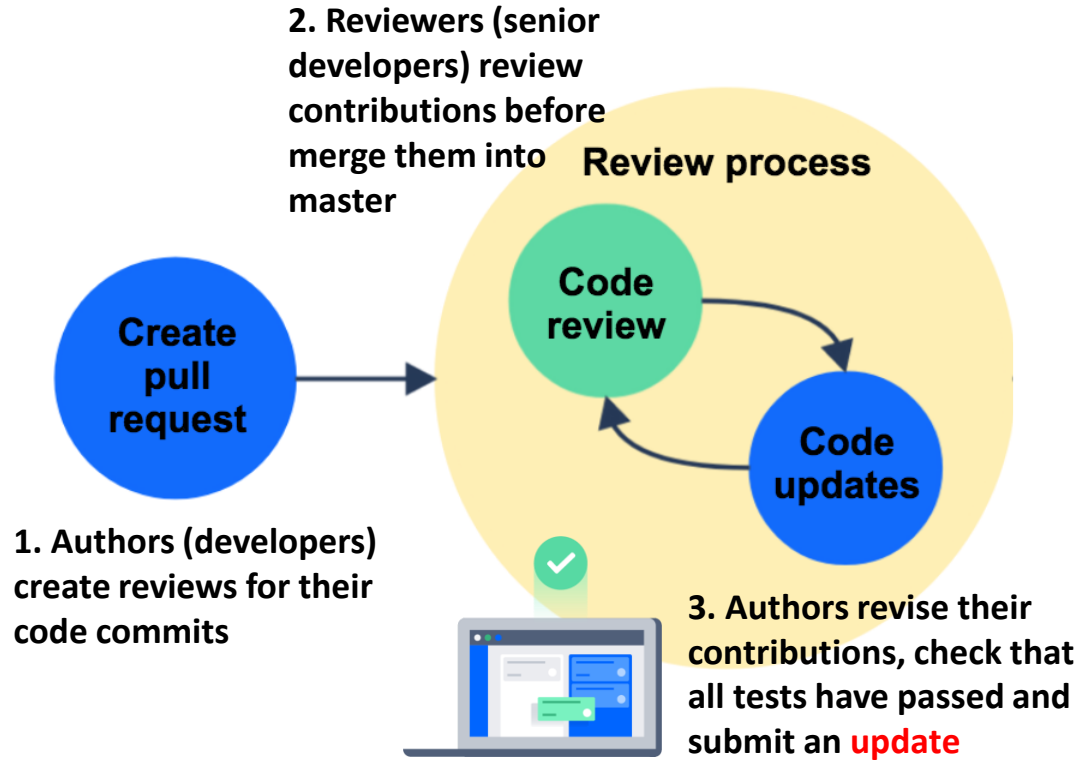 2. Reviewers (senior
developers) review
contributions before
merge them into
master
Review process
Code
review
Create
pull
request
Code
updates
1. Authors (developers)
create reviews for their
code commits
3. Authors revise their
contributions, check that
all tests have passed and
submit an update